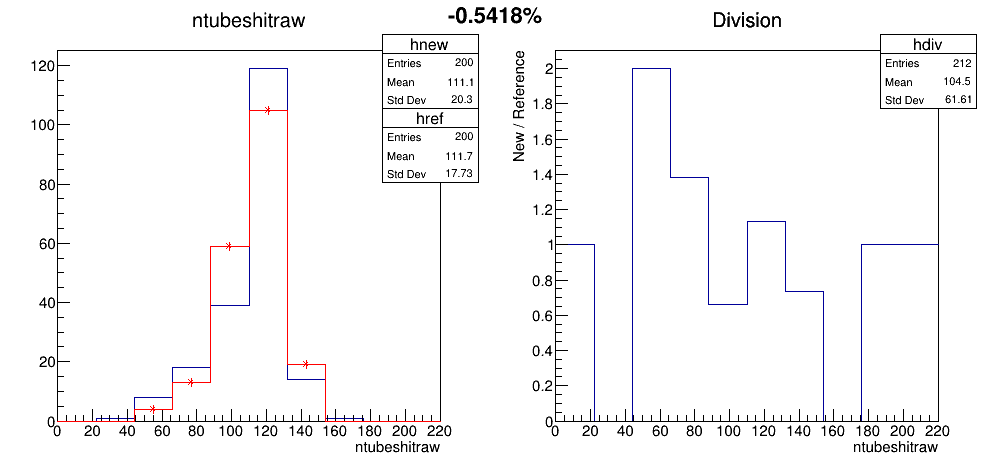 -0.5418%
ntubeshitraw
hnew
Entries 200
Mean 111.1
Std Dev 20.3
href
Entries 200
Mean 111.7
Std Dev 17.73
120
100
80
60
40
20
0
0 20 40 60 80 100 120 140 160 180 200 220
ntubeshitraw
Division
hdiv
Entries 212
Mean 104.5
Std Dev 61.61
New / Reference
2
1.8
1.6
1.4
1.2
1
0.8
0.6
0.4
0.2
0
0 20 40 60 80 100 120 140 160 180 200 220
ntubeshitraw